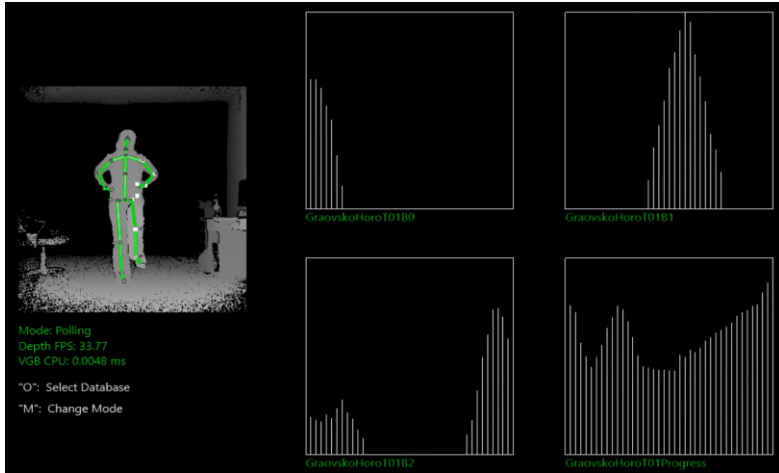 GraovskoHoroT01B0
GraovskoHoroT01B1
Mode: Polling
Depth FPS: 33.77
VGB CPU: 0.0048 ms
"O": Select Database
"M": Change Mode
GraovskoHoroT01B2
GraovskoHoroT01Progress